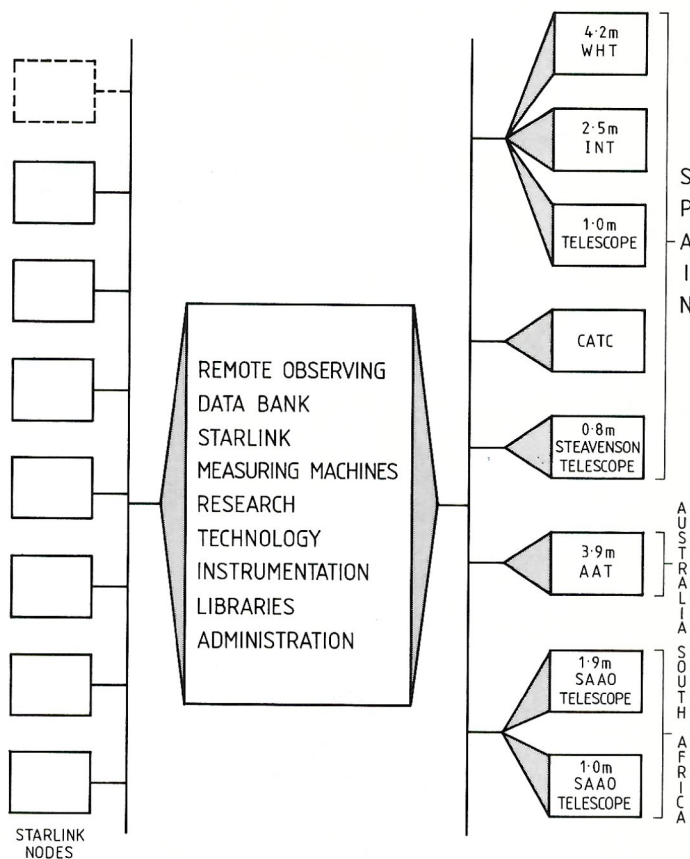 STARLINK
NODES
REMOTE OBSERVING
DATA BANK
STARLINK
MEASURING MACHINES
RESEARCH
TECHNOLOGY
INSTRUMENTATION
LIBRARIES
ADMINISTRATION
4·2m
WHT
2·5m
INT
1·0m
TELESCOPE
CATC
0·8m
STEAVENSON
TELESCOPE
SPAIN
3·9m
AAT
AUSTRALIA
1·9m
SAAO
TELESCOPE
1·0m
SAAO
TELESCOPE
SOUTH AFRICA